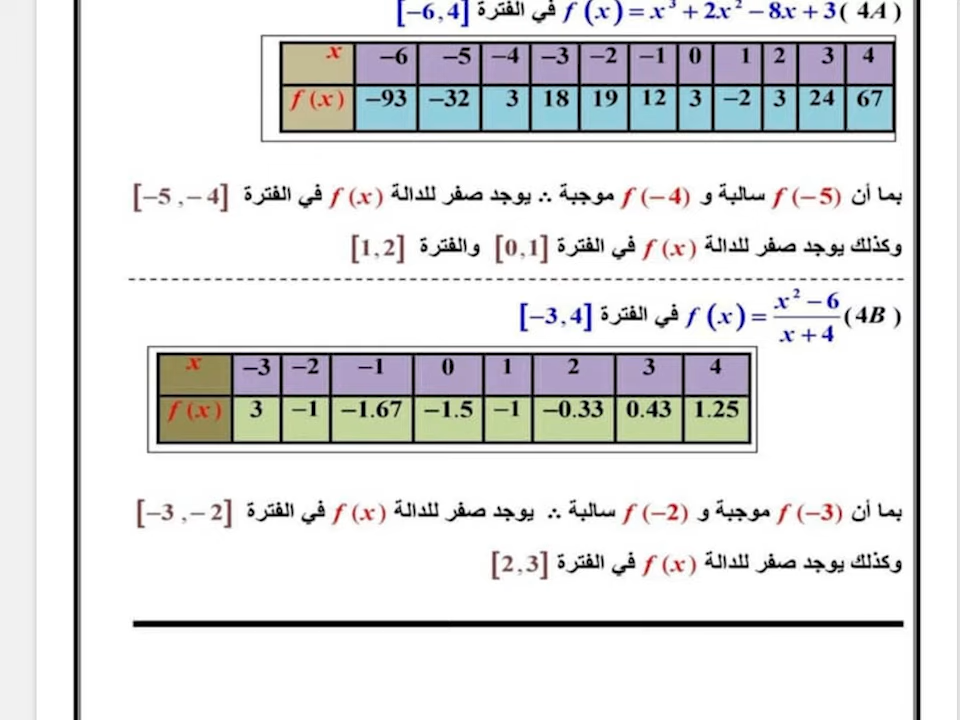 4A ) f (x) = x³ + 2x² – 8x + 3 ) في الفترة [–6, 4]
x –6 –5 –4 –3 –2 –1 0 1 2 3 4
f (x) –93 –32 3 18 19 12 3 –2 3 24 67
بما أن f (–5) سالبة و f (–4) موجبة ∴ يوجد صفر للدالة f (x) في الفترة [–5 ,– 4]
وكذلك يوجد صفر للدالة f (x) في الفترة [0,1] والفترة [1,2]
4B ) f (x) = (x² – 6)/(x + 4) ) في الفترة [–3, 4]
x –3 –2 –1 0 1 2 3 4
f (x) 3 –1 –1.67 –1.5 –1 –0.33 0.43 1.25
بما أن f (–3) موجبة و f (–2) سالبة ∴ يوجد صفر للدالة f (x) في الفترة [–3 ,– 2]
وكذلك يوجد صفر للدالة f (x) في الفترة [2,3]